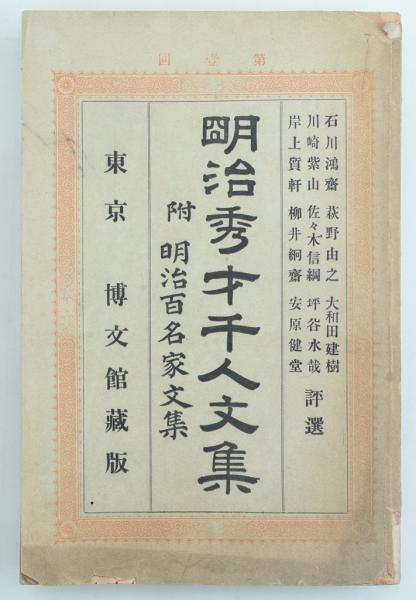 第壹回
石川鴻齋 萩野由之 大和田建樹
川崎紫山 佐々木信綱 坪谷水哉
岸上質軒 柳井絅齋 安原健堂
評選
明治秀才千人文集
附 明治百名家文集
東京 博文館藏版